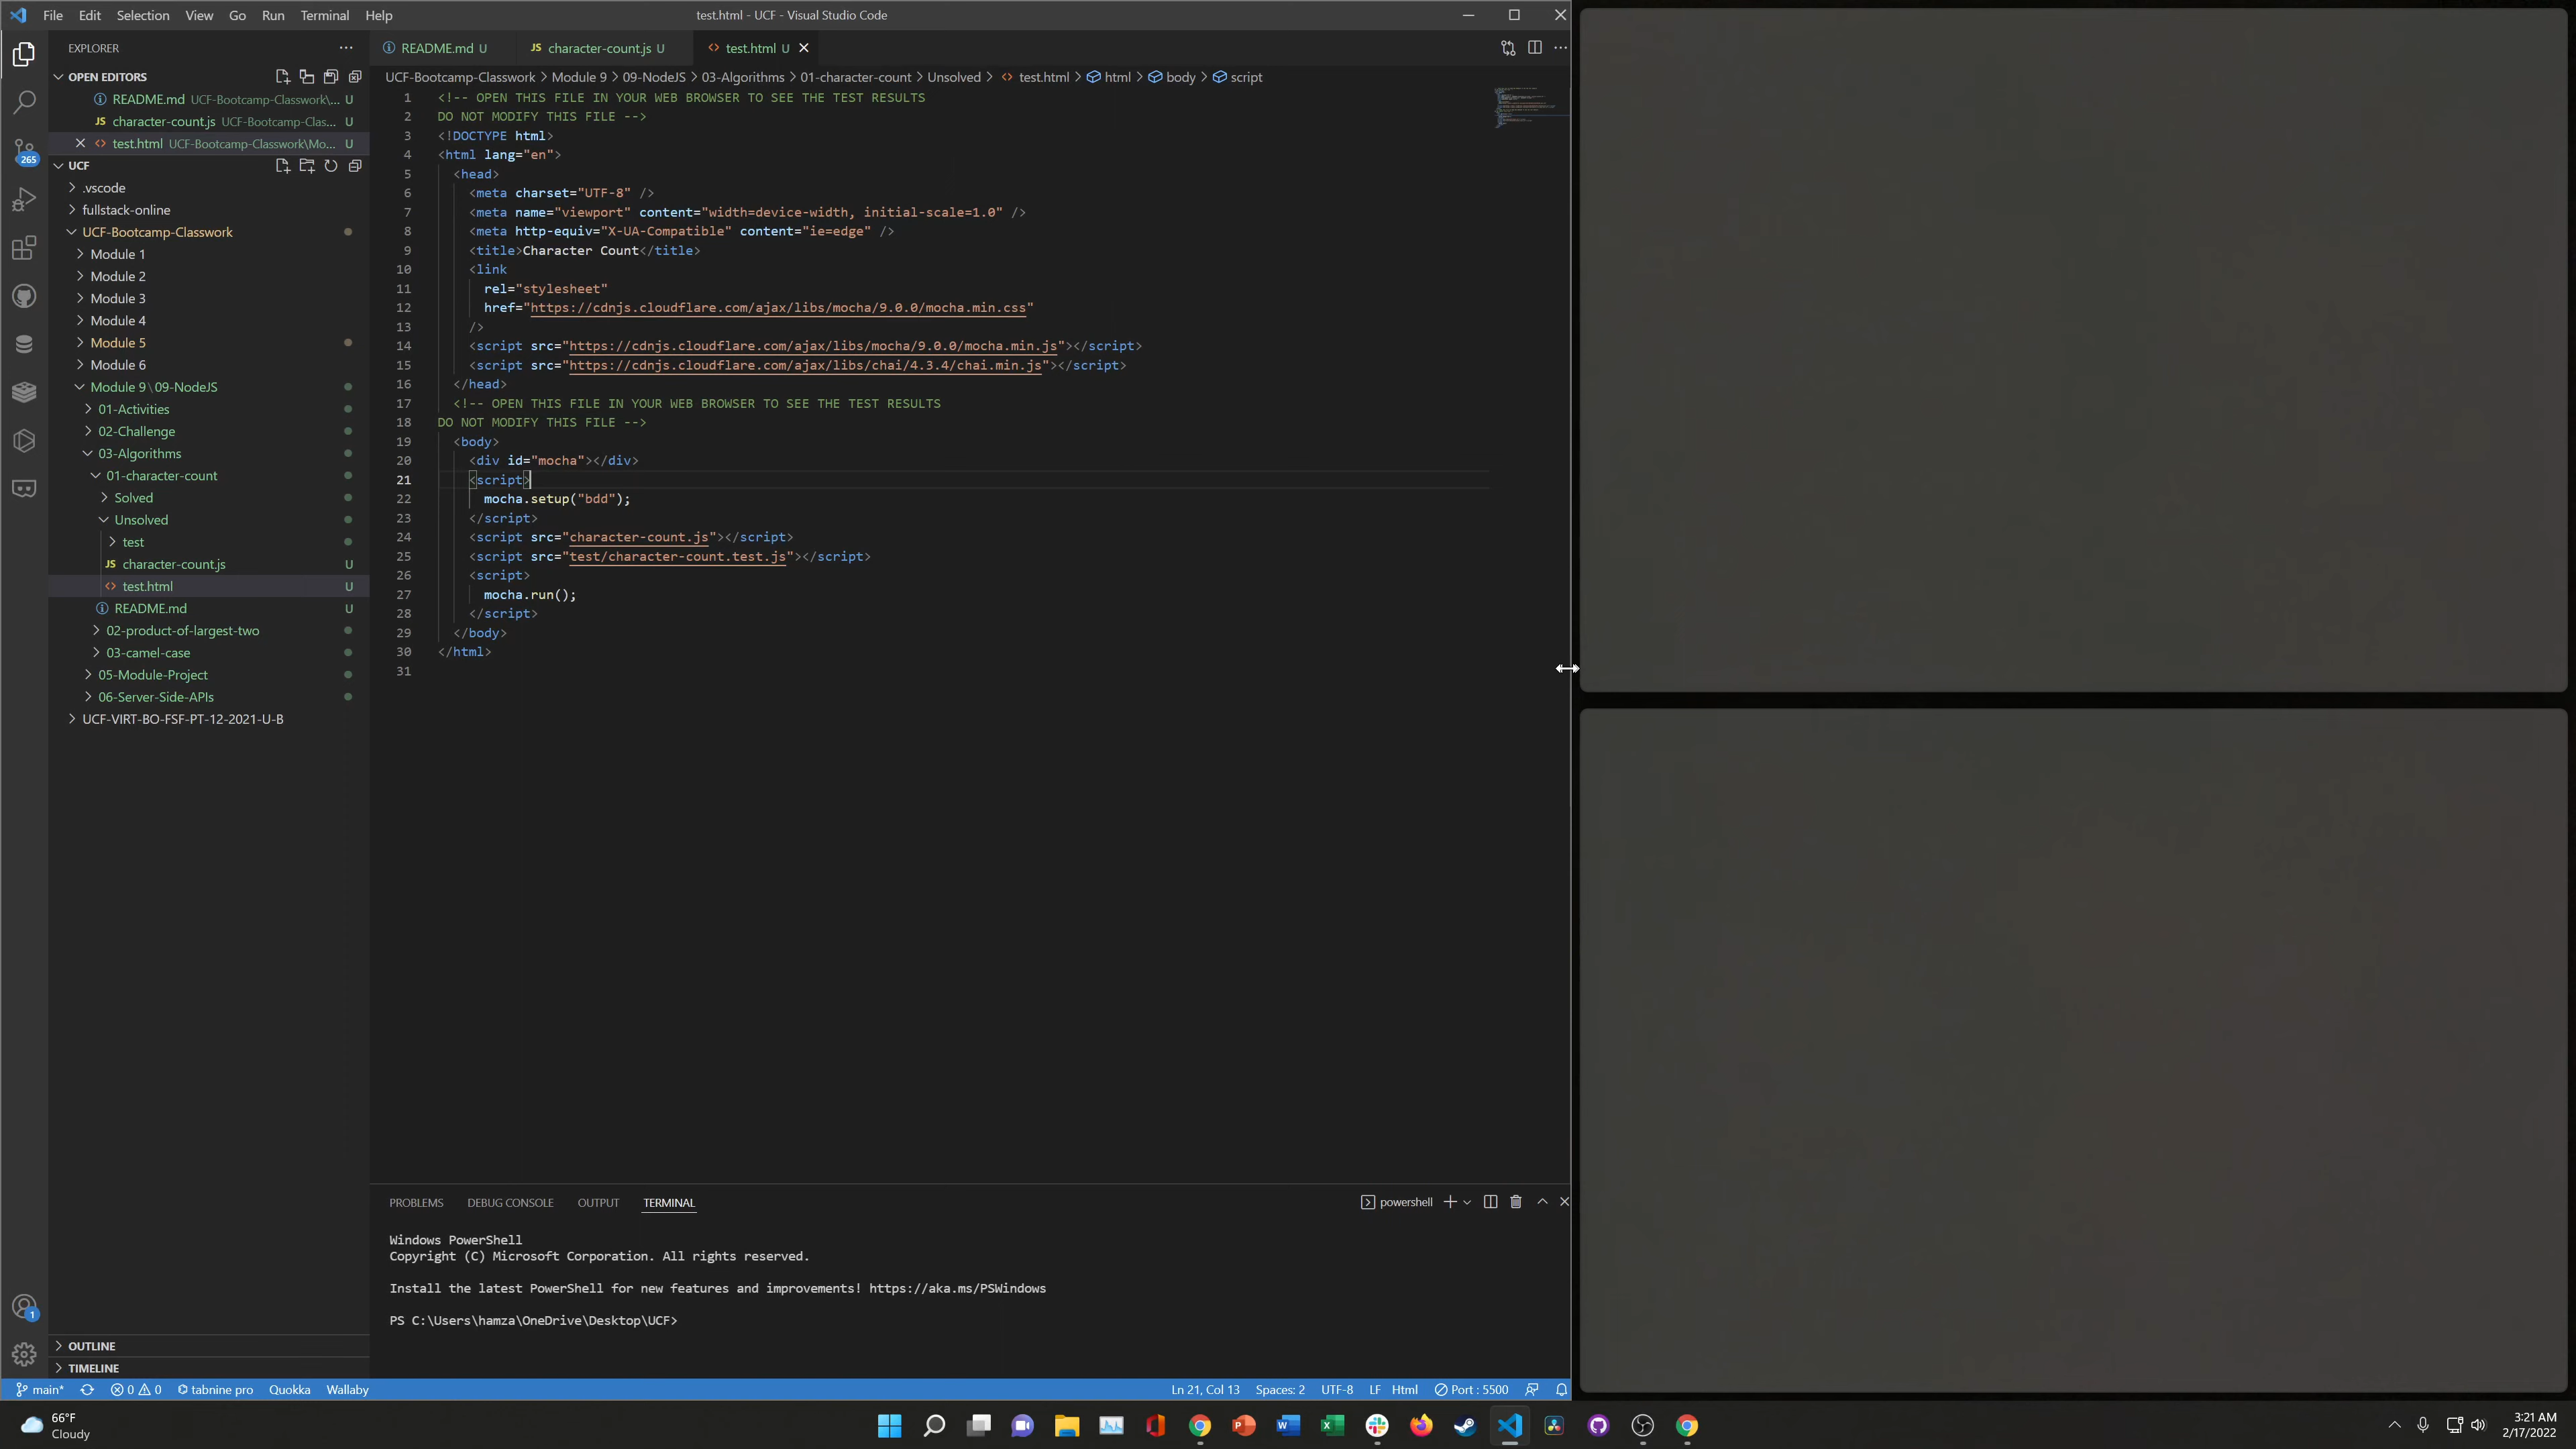 File Edit Selection View Go Run Terminal Help
test.html - UCF - Visual Studio Code
EXPLORER
OPEN EDITORS
README.md UCF-Bootcamp-Classwork\... U
character-count.js UCF-Bootcamp-Clas... U
test.html UCF-Bootcamp-Classwork\Mo... U
UCF
.vscode
fullstack-online
UCF-Bootcamp-Classwork
Module 1
Module 2
Module 3
Module 4
Module 5
Module 6
Module 9\09-NodeJS
01-Activities
02-Challenge
03-Algorithms
01-character-count
Solved
Unsolved
test
JS character-count.js U
test.html U
README.md U
02-product-of-largest-two
03-camel-case
05-Module-Project
06-Server-Side-APIs
UCF-VIRT-BO-FSF-PT-12-2021-U-B
OUTLINE
TIMELINE
265
1
README.md U JS character-count.js U test.html U
UCF-Bootcamp-Classwork > Module 9 > 09-NodeJS > 03-Algorithms > 01-character-count > Unsolved > test.html > html > body > script
1 <!-- OPEN THIS FILE IN YOUR WEB BROWSER TO SEE THE TEST RESULTS
2 DO NOT MODIFY THIS FILE -->
3 <!DOCTYPE html>
4 <html lang="en">
5 <head>
6 <meta charset="UTF-8" />
7 <meta name="viewport" content="width=device-width, initial-scale=1.0" />
8 <meta http-equiv="X-UA-Compatible" content="ie=edge" />
9 <title>Character Count</title>
10 <link
11 rel="stylesheet"
12 href="https://cdnjs.cloudflare.com/ajax/libs/mocha/9.0.0/mocha.min.css"
13 />
14 <script src="https://cdnjs.cloudflare.com/ajax/libs/mocha/9.0.0/mocha.min.js"></script>
15 <script src="https://cdnjs.cloudflare.com/ajax/libs/chai/4.3.4/chai.min.js"></script>
16 </head>
17 <!-- OPEN THIS FILE IN YOUR WEB BROWSER TO SEE THE TEST RESULTS
18 DO NOT MODIFY THIS FILE -->
19 <body>
20 <div id="mocha"></div>
21 <script>
22 mocha.setup("bdd");
23 </script>
24 <script src="character-count.js"></script>
25 <script src="test/character-count.test.js"></script>
26 <script>
27 mocha.run();
28 </script>
29 </body>
30 </html>
31
PROBLEMS DEBUG CONSOLE OUTPUT TERMINAL
powershell
Windows PowerShell
Copyright (C) Microsoft Corporation. All rights reserved.
Install the latest PowerShell for new features and improvements! https://aka.ms/PSWindows
PS C:\Users\hamza\OneDrive\Desktop\UCF>
main* 0 0 tabnine pro Quokka Wallaby
Ln 21, Col 13 Spaces: 2 UTF-8 LF Html Port : 5500
66°F
Cloudy
3:21 AM
2/17/2022